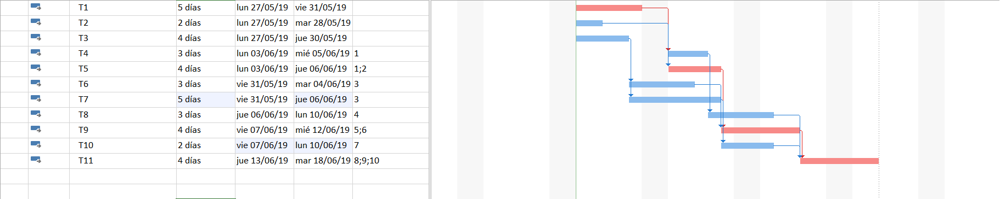 T1 5 días lun 27/05/19 vie 31/05/19
T2 2 días lun 27/05/19 mar 28/05/19
T3 4 días lun 27/05/19 jue 30/05/19
T4 3 días lun 03/06/19 mié 05/06/19 1
T5 4 días lun 03/06/19 jue 06/06/19 1;2
T6 3 días vie 31/05/19 mar 04/06/19 3
T7 5 días vie 31/05/19 jue 06/06/19 3
T8 3 días jue 06/06/19 lun 10/06/19 4
T9 4 días vie 07/06/19 mié 12/06/19 5;6
T10 2 días vie 07/06/19 lun 10/06/19 7
T11 4 días jue 13/06/19 mar 18/06/19 8;9;10